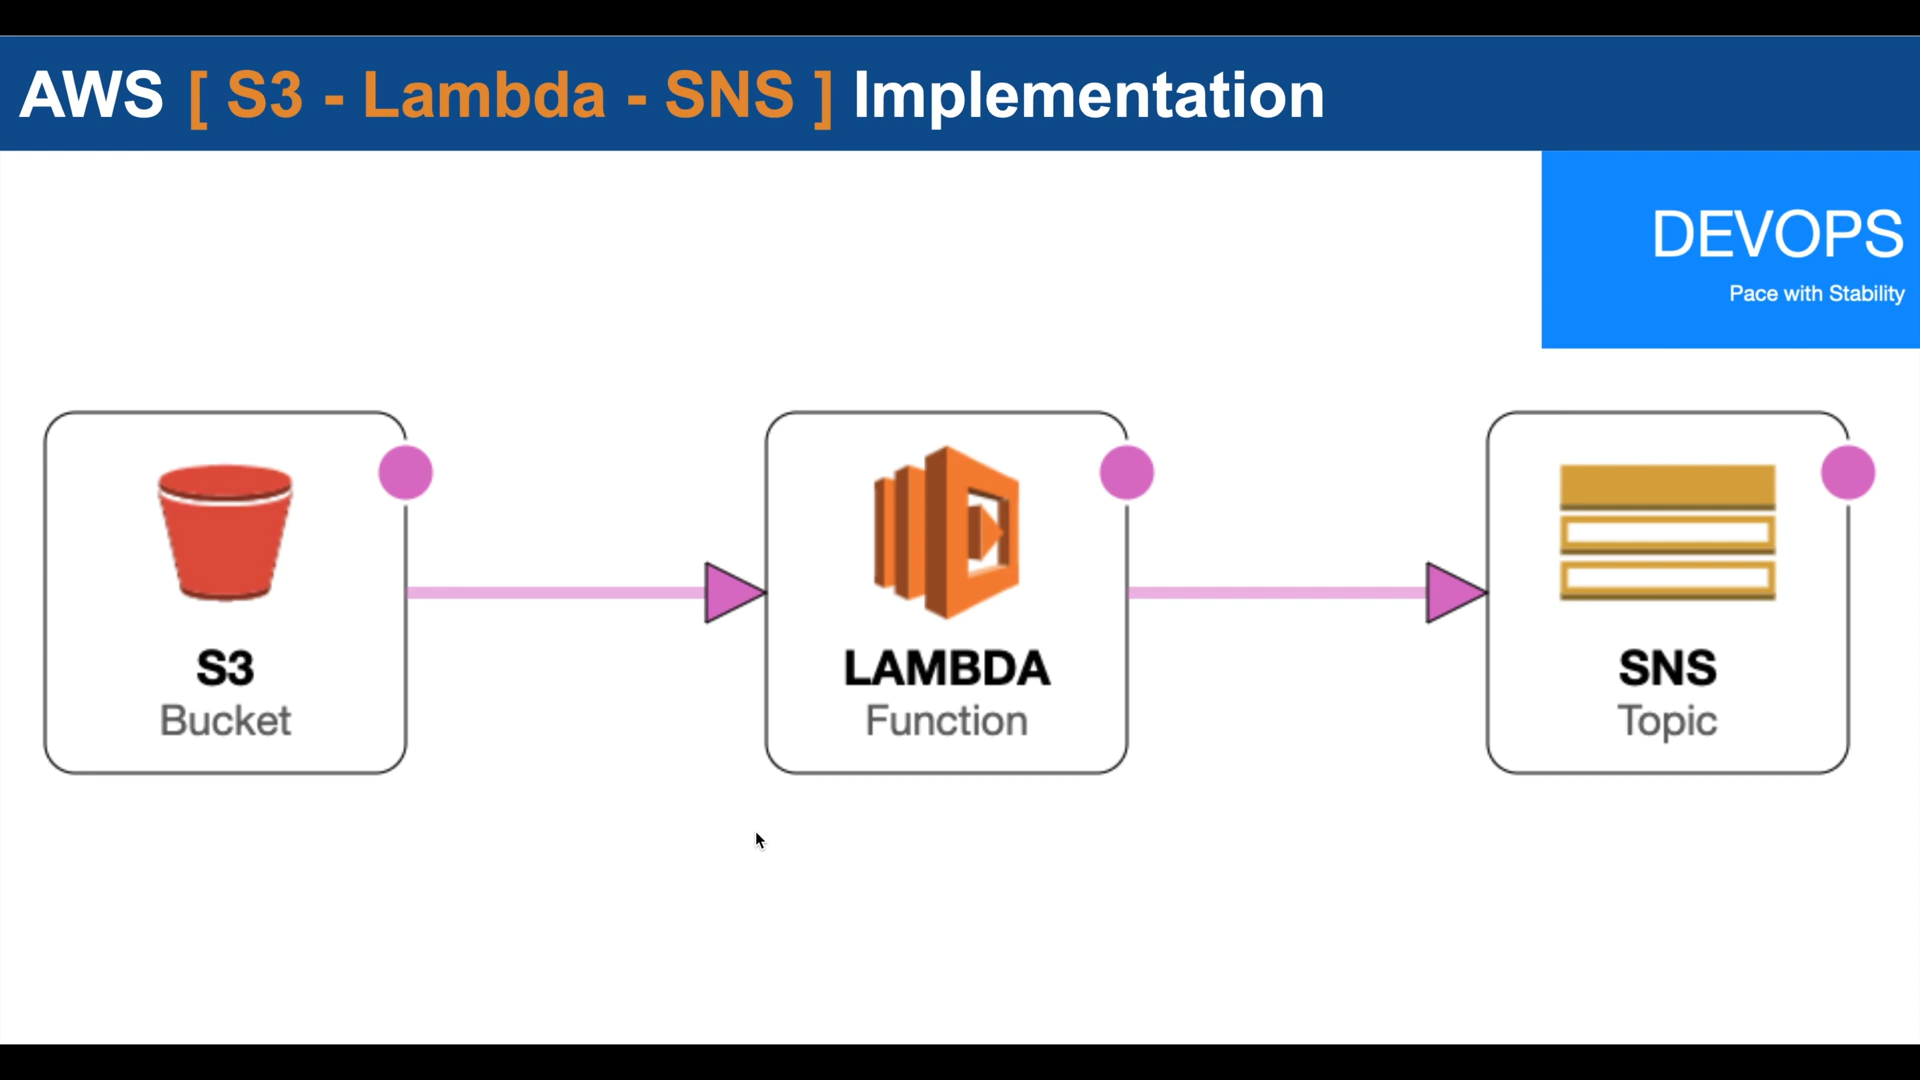 AWS [ S3 - Lambda - SNS ] Implementation
DEVOPS
Pace with Stability
S3
Bucket
LAMBDA
Function
SNS
Topic